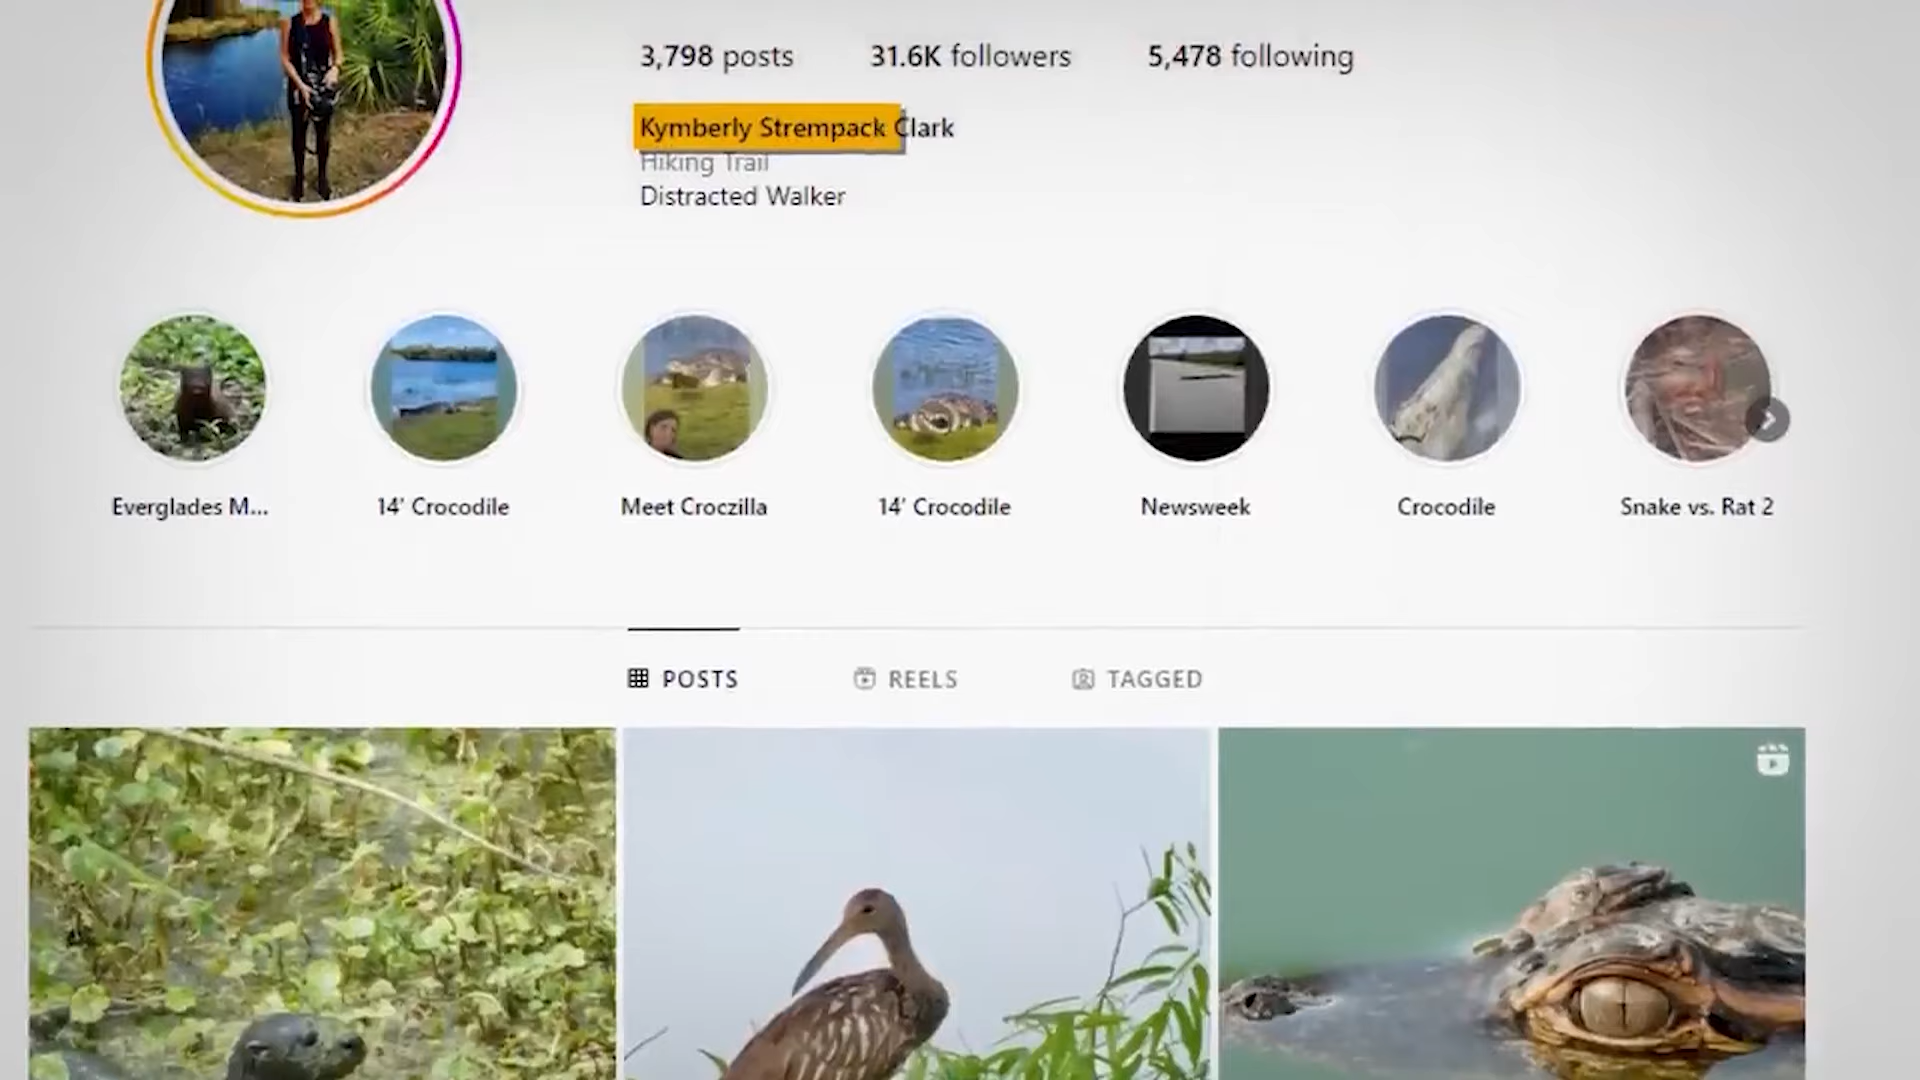 3,798 posts 31.6K followers 5,478 following
Kymberly Strempack Clark
Hiking Trail
Distracted Walker
Everglades M... 14' Crocodile Meet Croczilla 14' Crocodile Newsweek Crocodile Snake vs. Rat 2
POSTS REELS TAGGED